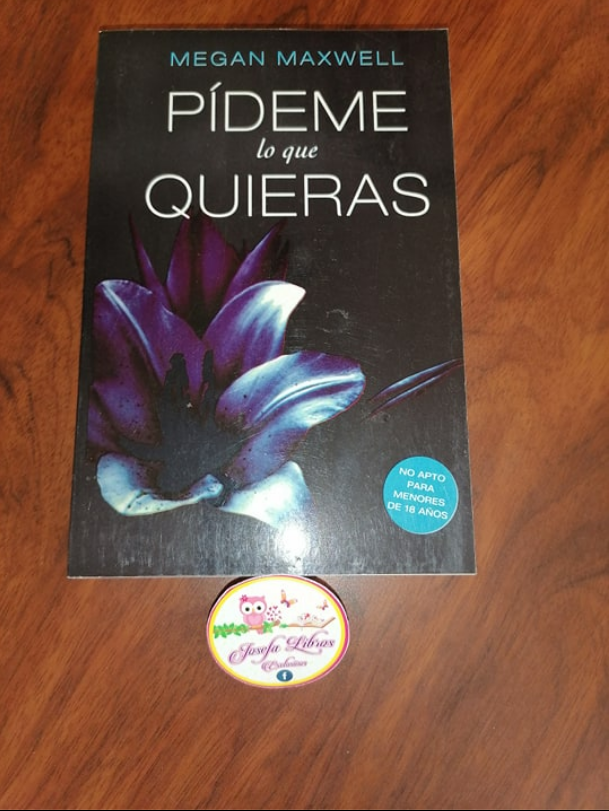 MEGAN MAXWELL
PÍDEME
lo que
QUIERAS
NO APTO
PARA
MENORES
DE 18 AÑOS
Josefa Libros
f